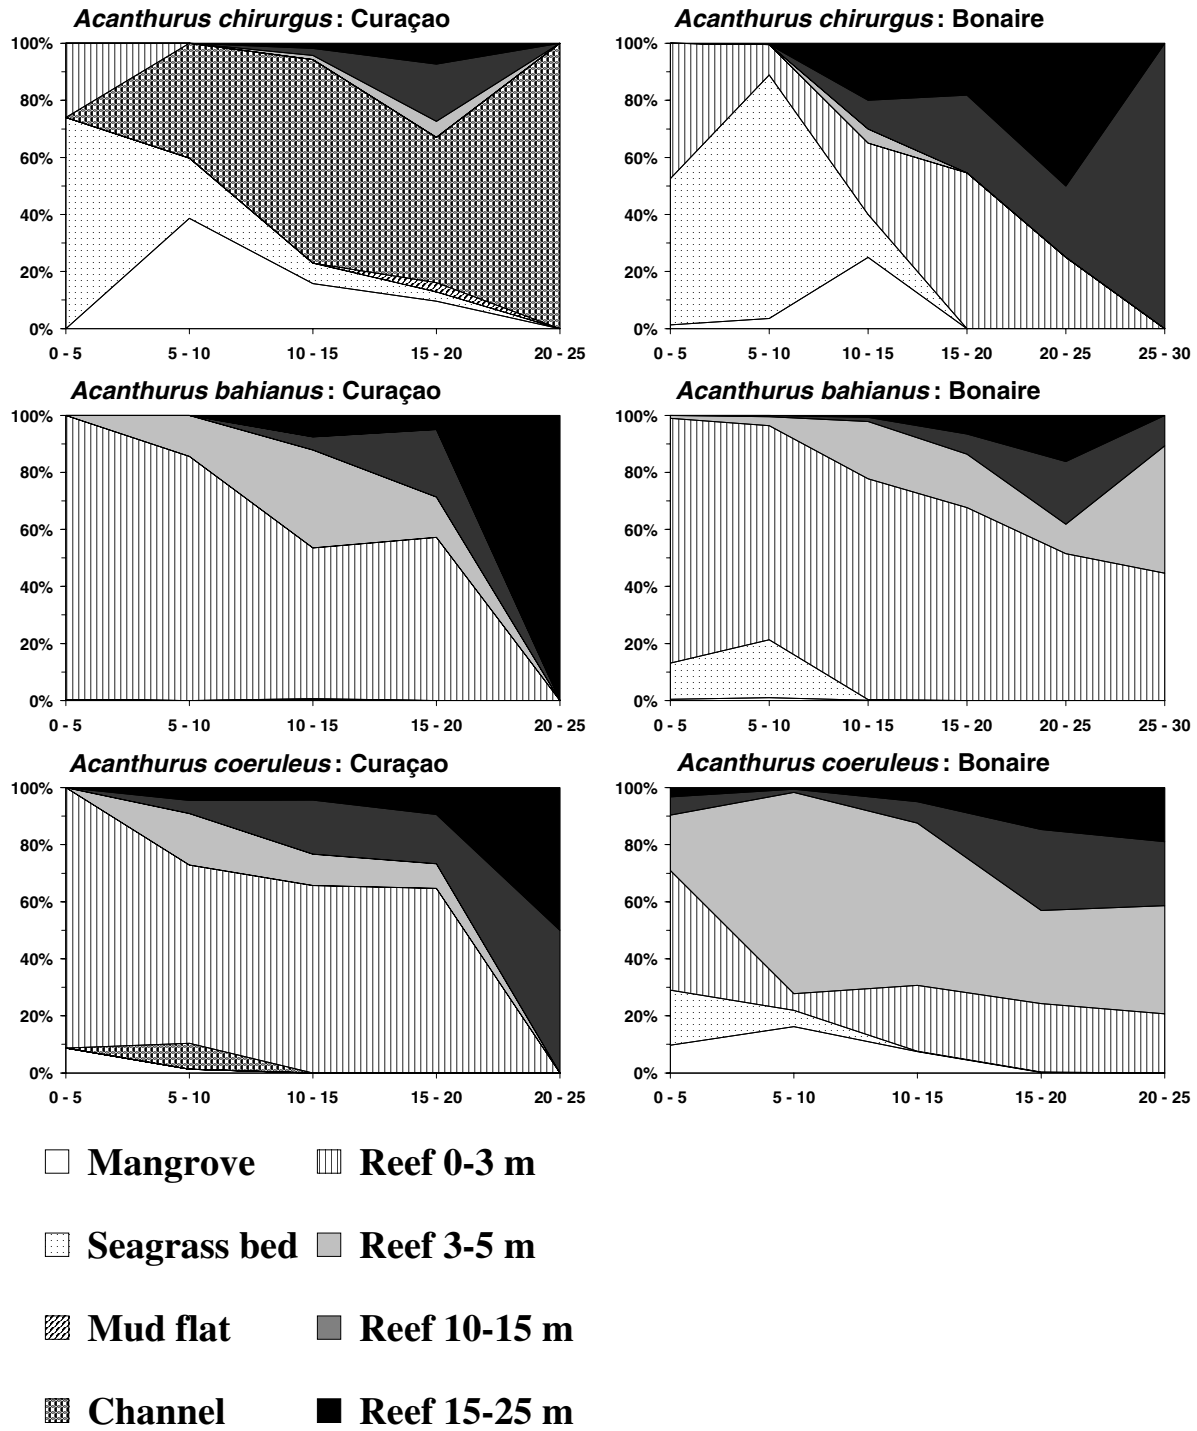 Acanthurus chirurgus: Curaçao
100%
80%
60%
40%
20%
0%
0 - 5 5 - 10 10 - 15 15 - 20 20 - 25
Acanthurus chirurgus: Bonaire
100%
80%
60%
40%
20%
0%
0 - 5 5 - 10 10 - 15 15 - 20 20 - 25 25 - 30
Acanthurus bahianus: Curaçao
100%
80%
60%
40%
20%
0%
0 - 5 5 - 10 10 - 15 15 - 20 20 - 25
Acanthurus bahianus: Bonaire
100%
80%
60%
40%
20%
0%
0 - 5 5 - 10 10 - 15 15 - 20 20 - 25 25 - 30
Acanthurus coeruleus: Curaçao
100%
80%
60%
40%
20%
0%
0 - 5 5 - 10 10 - 15 15 - 20 20 - 25
Acanthurus coeruleus: Bonaire
100%
80%
60%
40%
20%
0%
0 - 5 5 - 10 10 - 15 15 - 20 20 - 25
Mangrove
Seagrass bed
Mud flat
Channel
Reef 0-3 m
Reef 3-5 m
Reef 10-15 m
Reef 15-25 m